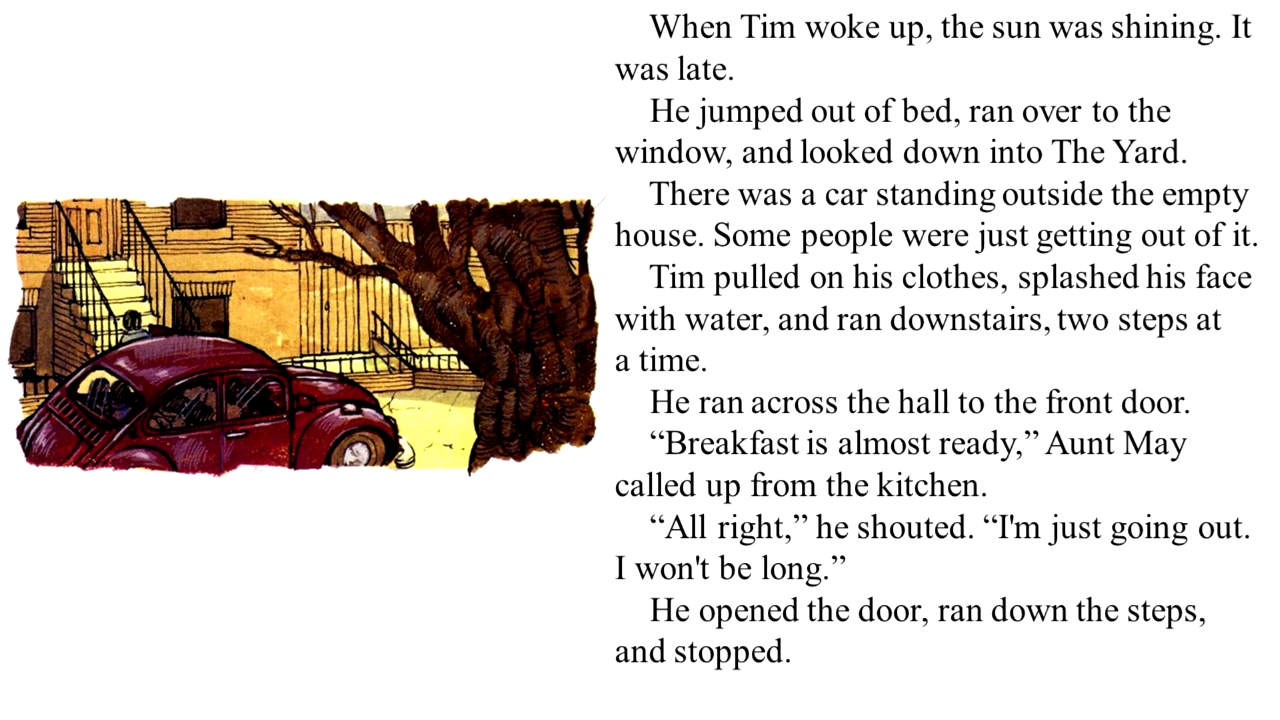 When Tim woke up, the sun was shining. It
was late.
He jumped out of bed, ran over to the
window, and looked down into The Yard.
There was a car standing outside the empty
house. Some people were just getting out of it.
Tim pulled on his clothes, splashed his face
with water, and ran downstairs, two steps at
a time.
He ran across the hall to the front door.
“Breakfast is almost ready,” Aunt May
called up from the kitchen.
“All right,” he shouted. “I'm just going out.
I won't be long.”
He opened the door, ran down the steps,
and stopped.